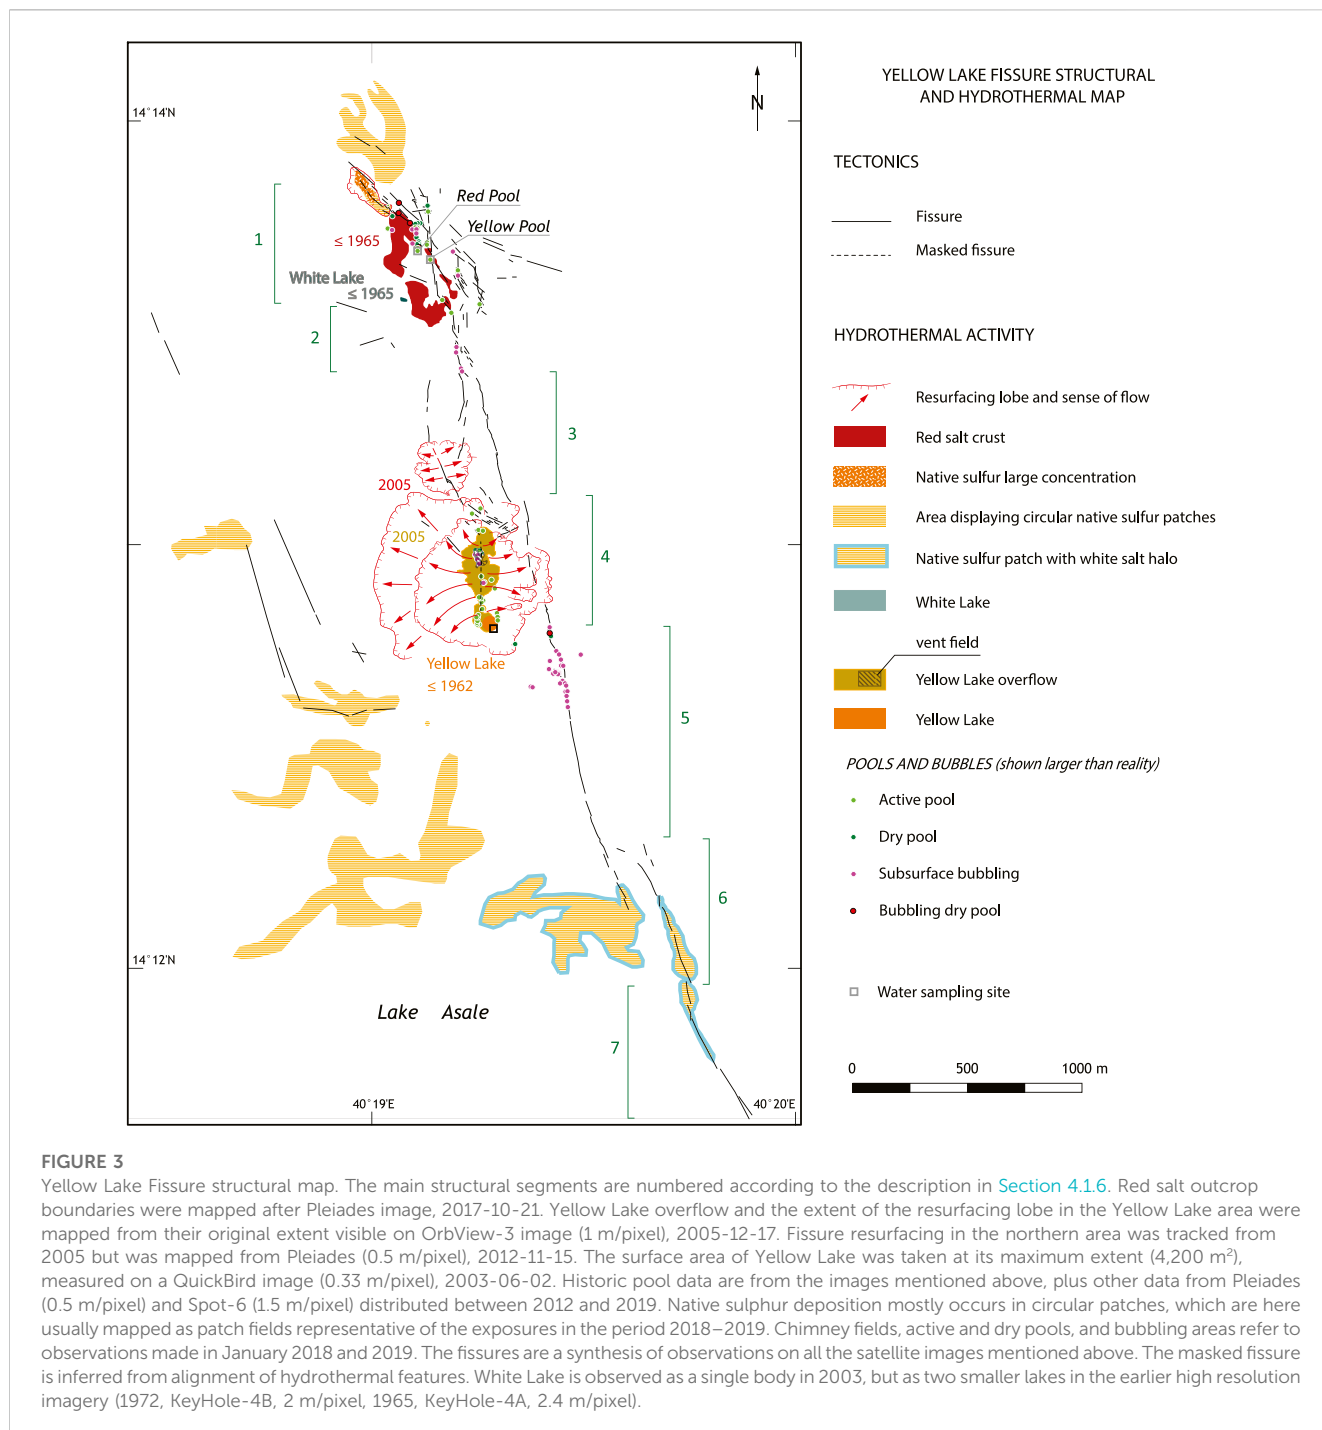 YELLOW LAKE FISSURE STRUCTURAL
AND HYDROTHERMAL MAP
N
14°14'N
TECTONICS
Fissure
Masked fissure
Red Pool
Yellow Pool
1
≤ 1965
White Lake
≤ 1965
2
3
2005
2005
4
Yellow Lake
≤ 1962
5
6
14°12'N
Lake Asale
7
40°19'E
40°20'E
HYDROTHERMAL ACTIVITY
Resurfacing lobe and sense of flow
Red salt crust
Native sulfur large concentration
Area displaying circular native sulfur patches
Native sulfur patch with white salt halo
White Lake
vent field
Yellow Lake overflow
Yellow Lake
POOLS AND BUBBLES (shown larger than reality)
Active pool
Dry pool
Subsurface bubbling
Bubbling dry pool
Water sampling site
0 500 1000 m
FIGURE 3
Yellow Lake Fissure structural map. The main structural segments are numbered according to the description in Section 4.1.6. Red salt outcrop
boundaries were mapped after Pleiades image, 2017-10-21. Yellow Lake overflow and the extent of the resurfacing lobe in the Yellow Lake area were
mapped from their original extent visible on OrbView-3 image (1 m/pixel), 2005-12-17. Fissure resurfacing in the northern area was tracked from
2005 but was mapped from Pleiades (0.5 m/pixel), 2012-11-15. The surface area of Yellow Lake was taken at its maximum extent (4,200 m²),
measured on a QuickBird image (0.33 m/pixel), 2003-06-02. Historic pool data are from the images mentioned above, plus other data from Pleiades
(0.5 m/pixel) and Spot-6 (1.5 m/pixel) distributed between 2012 and 2019. Native sulphur deposition mostly occurs in circular patches, which are here
usually mapped as patch fields representative of the exposures in the period 2018–2019. Chimney fields, active and dry pools, and bubbling areas refer to
observations made in January 2018 and 2019. The fissures are a synthesis of observations on all the satellite images mentioned above. The masked fissure
is inferred from alignment of hydrothermal features. White Lake is observed as a single body in 2003, but as two smaller lakes in the earlier high resolution
imagery (1972, KeyHole-4B, 2 m/pixel, 1965, KeyHole-4A, 2.4 m/pixel).